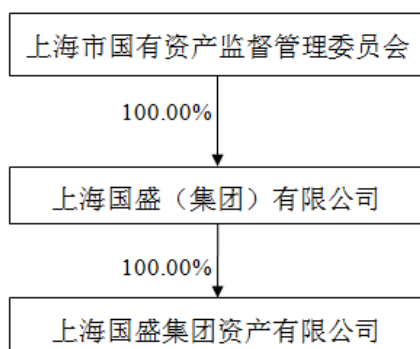 上海市国有资产监督管理委员会
100.00%
上海国盛（集团）有限公司
100.00%
上海国盛集团资产有限公司